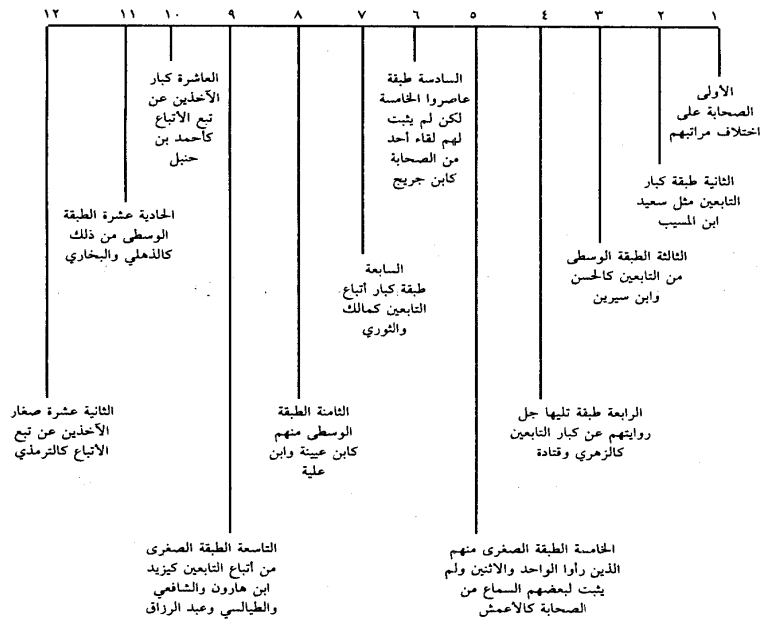 ١ ٢ ٣ ٤ ٥ ٦ ٧ ٨ ٩ ١٠ ١١ ١٢
الأولى
الصحابة على
اختلاف مراتبهم
الثانية طبقة كبار
التابعين مثل سعيد
ابن المسيب
الثالثة الطبقة الوسطى
من التابعين كالحسن
وابن سيرين
الرابعة طبقة تليها جل
روايتهم عن كبار التابعين
كالزهري وقتادة
الخامسة الطبقة الصغرى منهم
الذين رأوا الواحد والاثنين ولم
يثبت لبعضهم السماع من
الصحابة كالأعمش
السادسة طبقة
عاصروا الخامسة
لكن لم يثبت
لهم لقاء أحد
من الصحابة
كابن جريج
السابعة
طبقة كبار أتباع
التابعين كمالك
والثوري
الثامنة الطبقة
الوسطى منهم
كابن عيينة وابن
علية
التاسعة الطبقة الصغرى
من أتباع التابعين كيزيد
ابن هارون والشافعي
والطيالسي وعبد الرزاق
العاشرة كبار
الآخذين عن
تبع الأتباع
كأحمد بن
حنبل
الحادية عشرة الطبقة
الوسطى من ذلك
كالذهلي والبخاري
الثانية عشرة صغار
الآخذين عن تبع
الأتباع كالترمذي